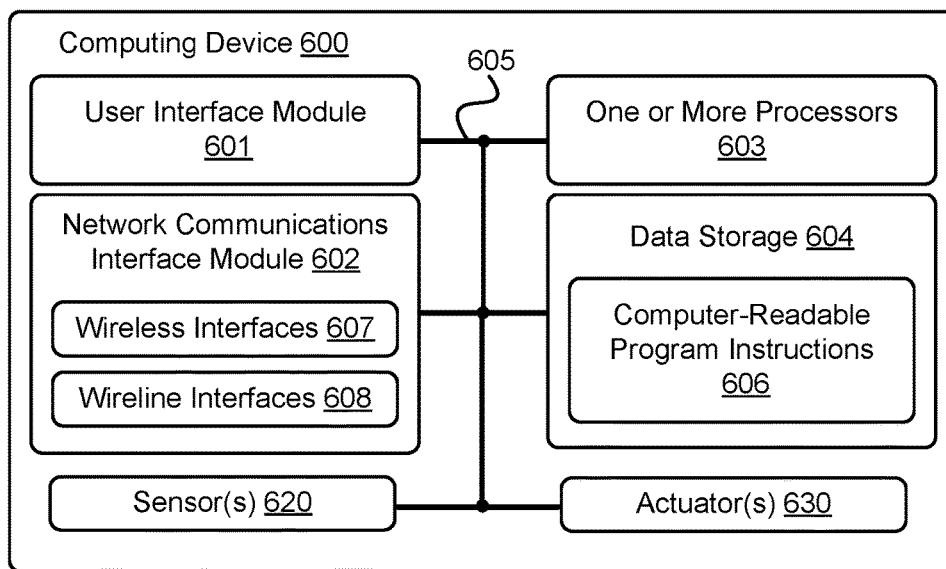 Computing Device 600
605
User Interface Module
601
One or More Processors
603
Network Communications
Interface Module 602
Wireless Interfaces 607
Wireline Interfaces 608
Data Storage 604
Computer-Readable
Program Instructions
606
Sensor(s) 620
Actuator(s) 630